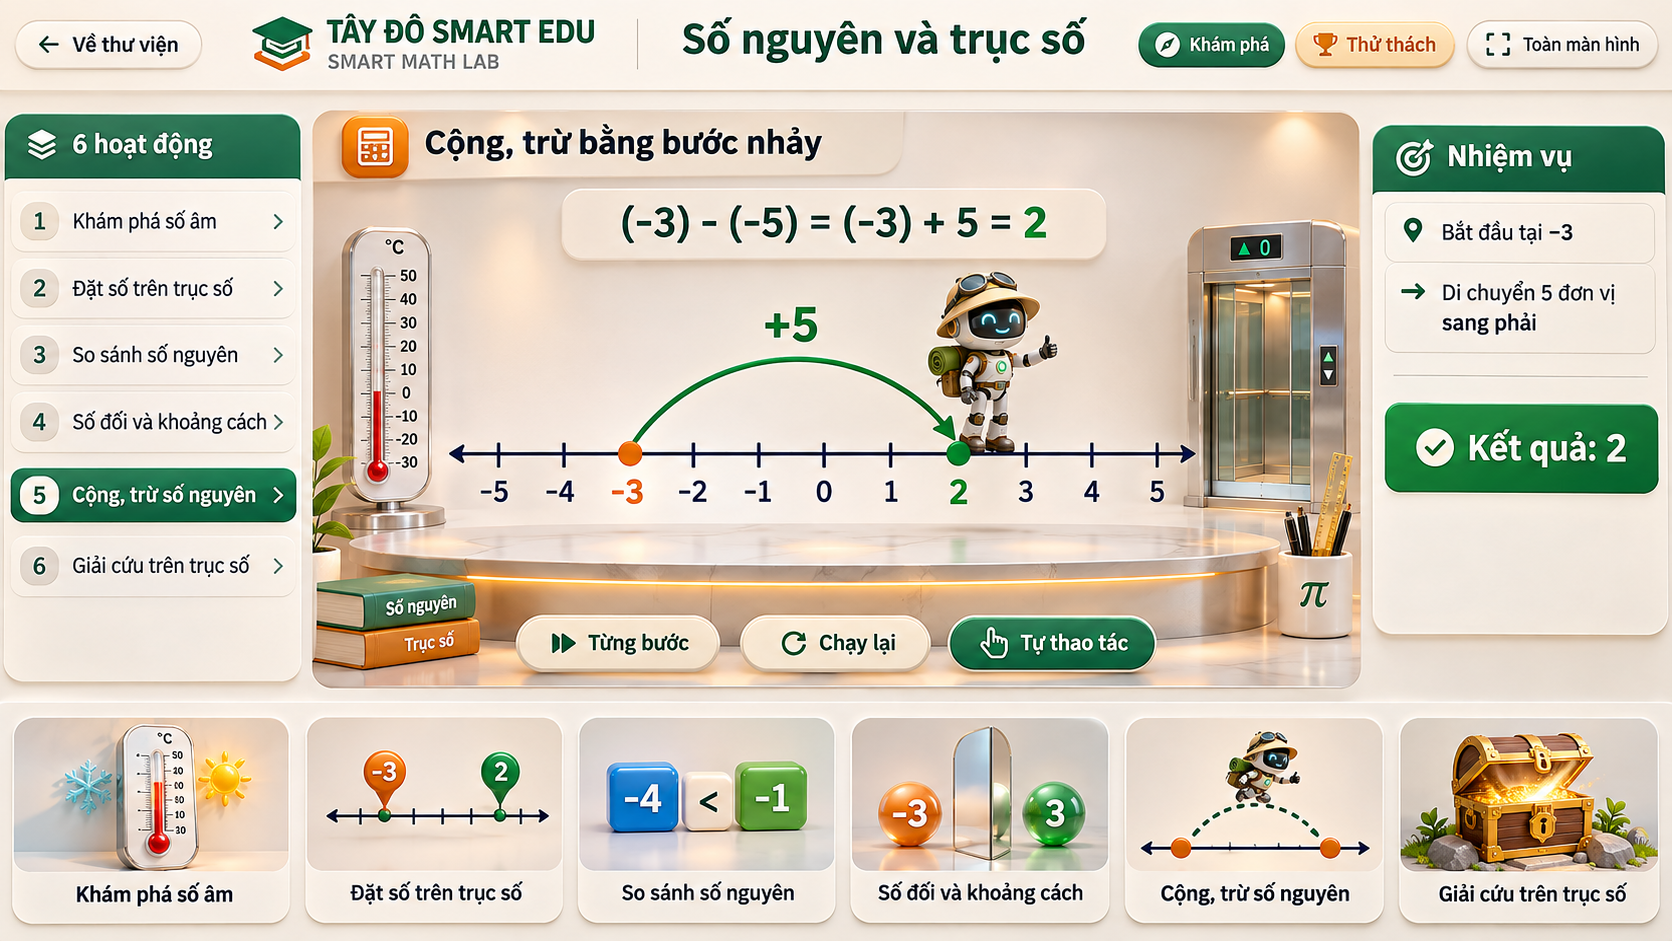 Về thư viện
TÂY ĐÔ SMART EDU
SMART MATH LAB
Số nguyên và trục số
Khám phá
Thử thách
Toàn màn hình
6 hoạt động
1 Khám phá số âm
2 Đặt số trên trục số
3 So sánh số nguyên
4 Số đối và khoảng cách
5 Cộng, trừ số nguyên
6 Giải cứu trên trục số
Cộng, trừ bằng bước nhảy
(-3) - (-5) = (-3) + 5 = 2
°C
50
40
30
20
10
0
-10
-20
-30
+5
-5 -4 -3 -2 -1 0 1 2 3 4 5
▲ 0
▲
▼
Số nguyên
Trục số
π
Từng bước
Chạy lại
Tự thao tác
Nhiệm vụ
Bắt đầu tại -3
Di chuyển 5 đơn vị
sang phải
Kết quả: 2
°C
50
20
00
50
10
30
Khám phá số âm
-3 2
Đặt số trên trục số
-4 < -1
So sánh số nguyên
-3 3
Số đối và khoảng cách
Cộng, trừ số nguyên
Giải cứu trên trục số